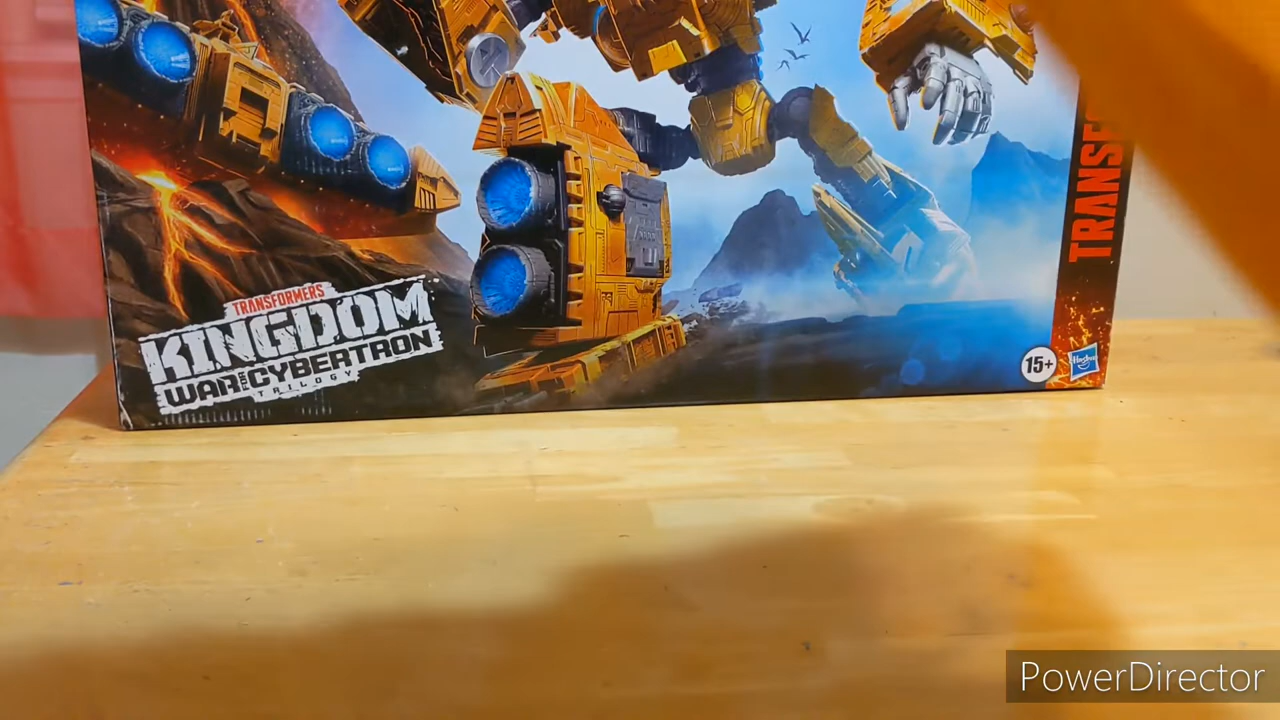 TRANSFORMERS
KINGDOM
WAR FOR CYBERTRON
TRILOGY
TRANSF
15+
Hasbro
PowerDirector